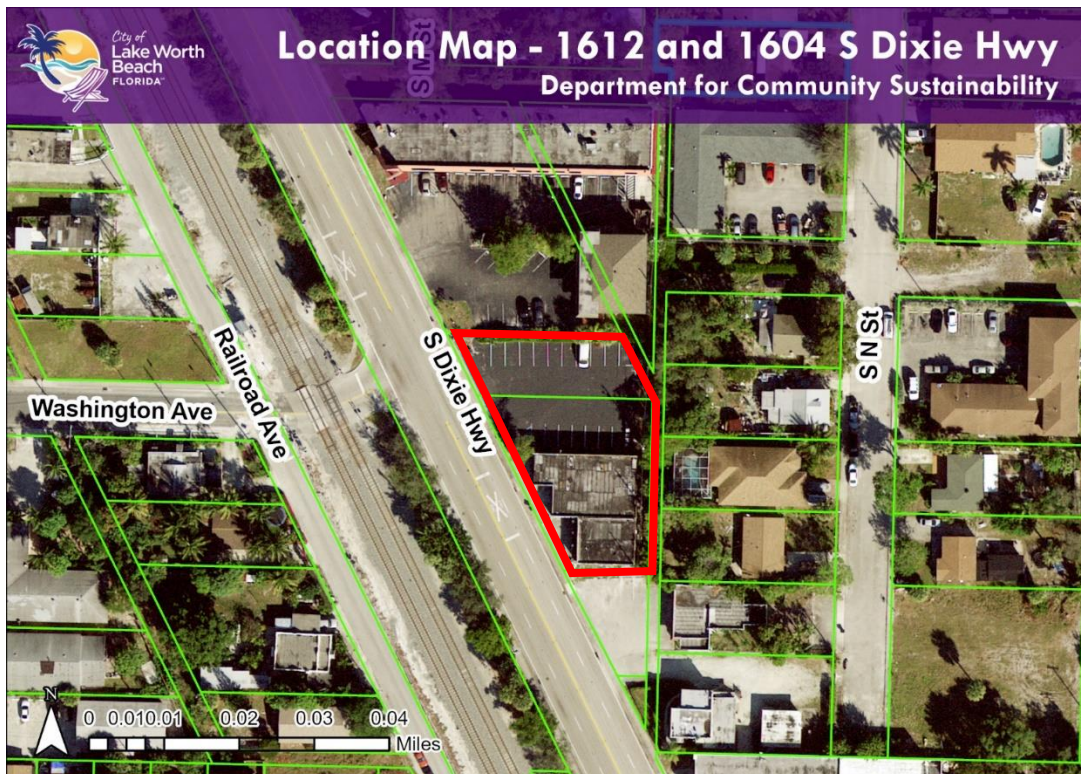 City of
Lake Worth
Beach
FLORIDA
Location Map - 1612 and 1604 S Dixie Hwy
Department for Community Sustainability
S M St
S N St
S Dixie Hwy
Railroad Ave
Washington Ave
N
0 0.010.01 0.02 0.03 0.04
Miles